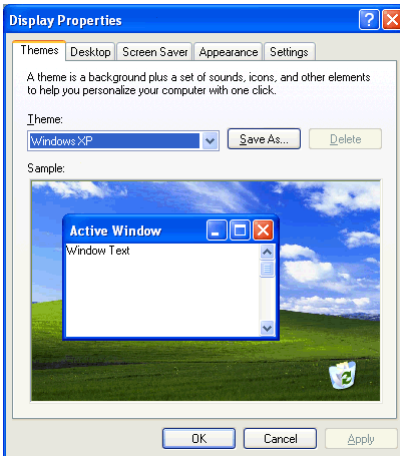 Display Properties
Themes Desktop Screen Saver Appearance Settings
A theme is a background plus a set of sounds, icons, and other elements
to help you personalize your computer with one click.
Theme:
Windows XP Save As... Delete
Sample:
Active Window
Window Text
OK Cancel Apply